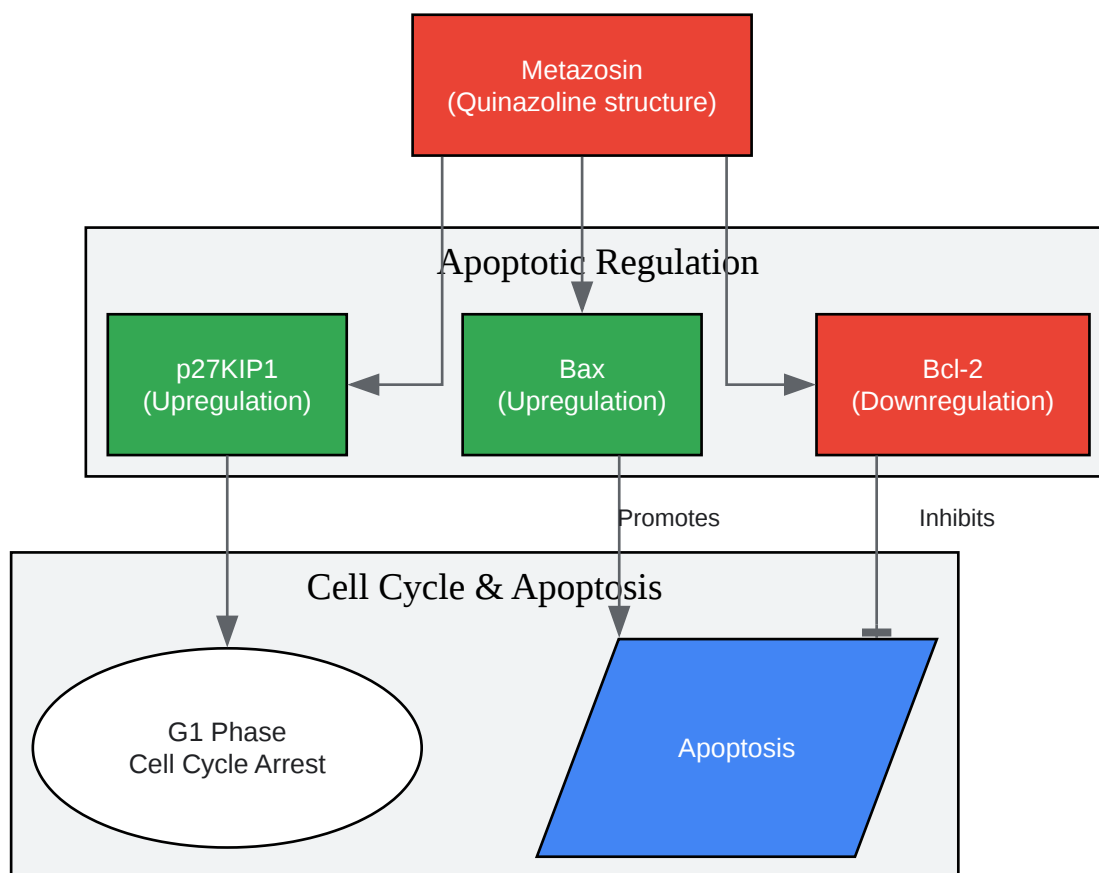 Metazosin
(Quinazoline structure)
Apoptotic Regulation
p27KIP1
(Upregulation)
Bax
(Upregulation)
Bcl-2
(Downregulation)
Promotes
Inhibits
Cell Cycle & Apoptosis
G1 Phase
Cell Cycle Arrest
Apoptosis